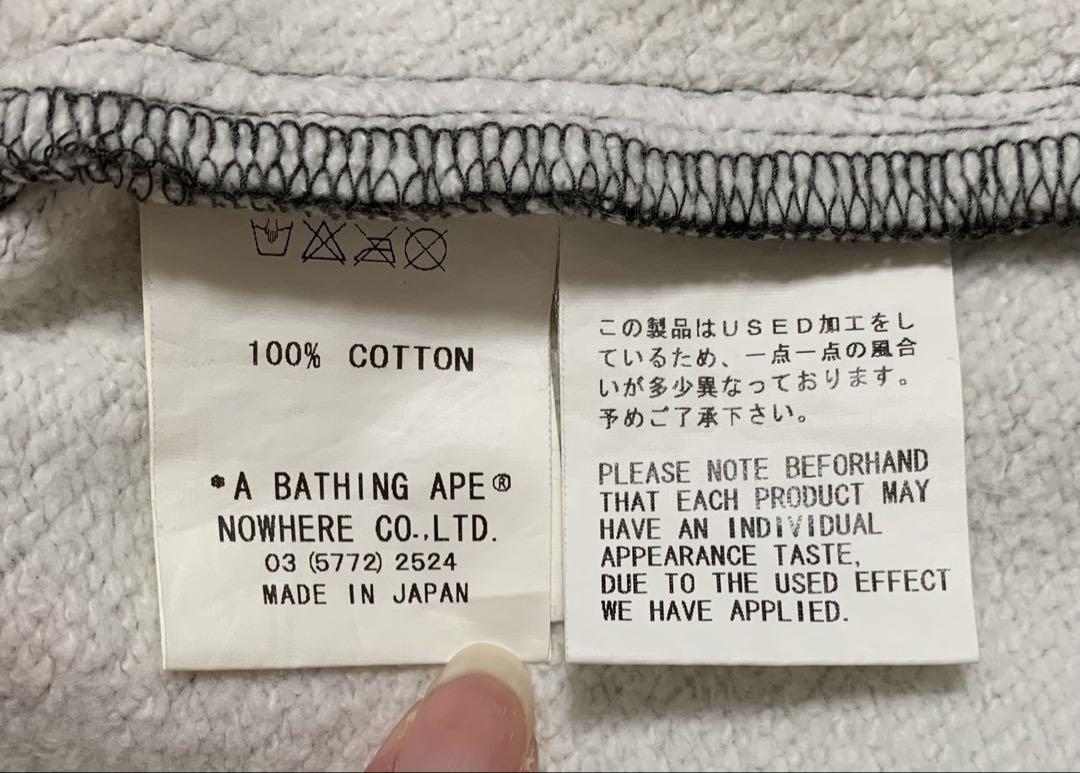 100% COTTON
*A BATHING APE®
NOWHERE CO.,LTD.
03 (5772) 2524
MADE IN JAPAN
この製品はＵＳＥＤ加工をし
ているため、一点一点の風合
いが多少異なっております。
予めご了承下さい。
PLEASE NOTE BEFORHAND
THAT EACH PRODUCT MAY
HAVE AN INDIVIDUAL
APPEARANCE TASTE,
DUE TO THE USED EFFECT
WE HAVE APPLIED.